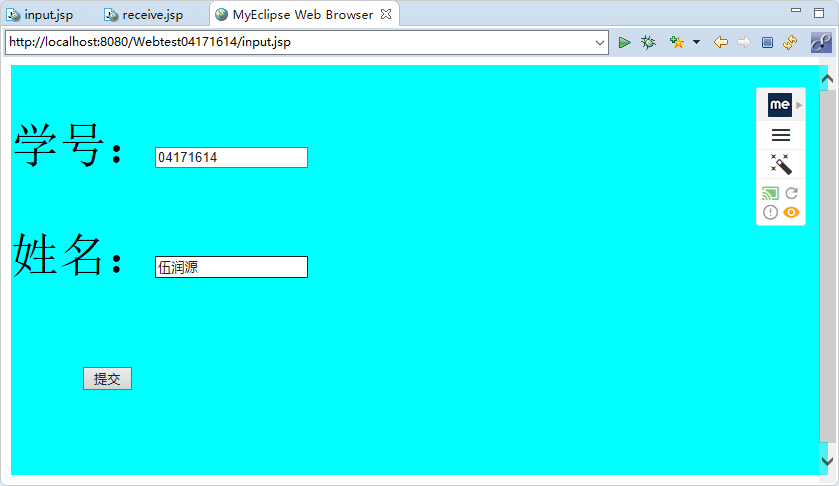 input.jsp receive.jsp MyEclipse Web Browser
http://localhost:8080/Webtest04171614/input.jsp
me
学号： 04171614
姓名： 伍润源
提交